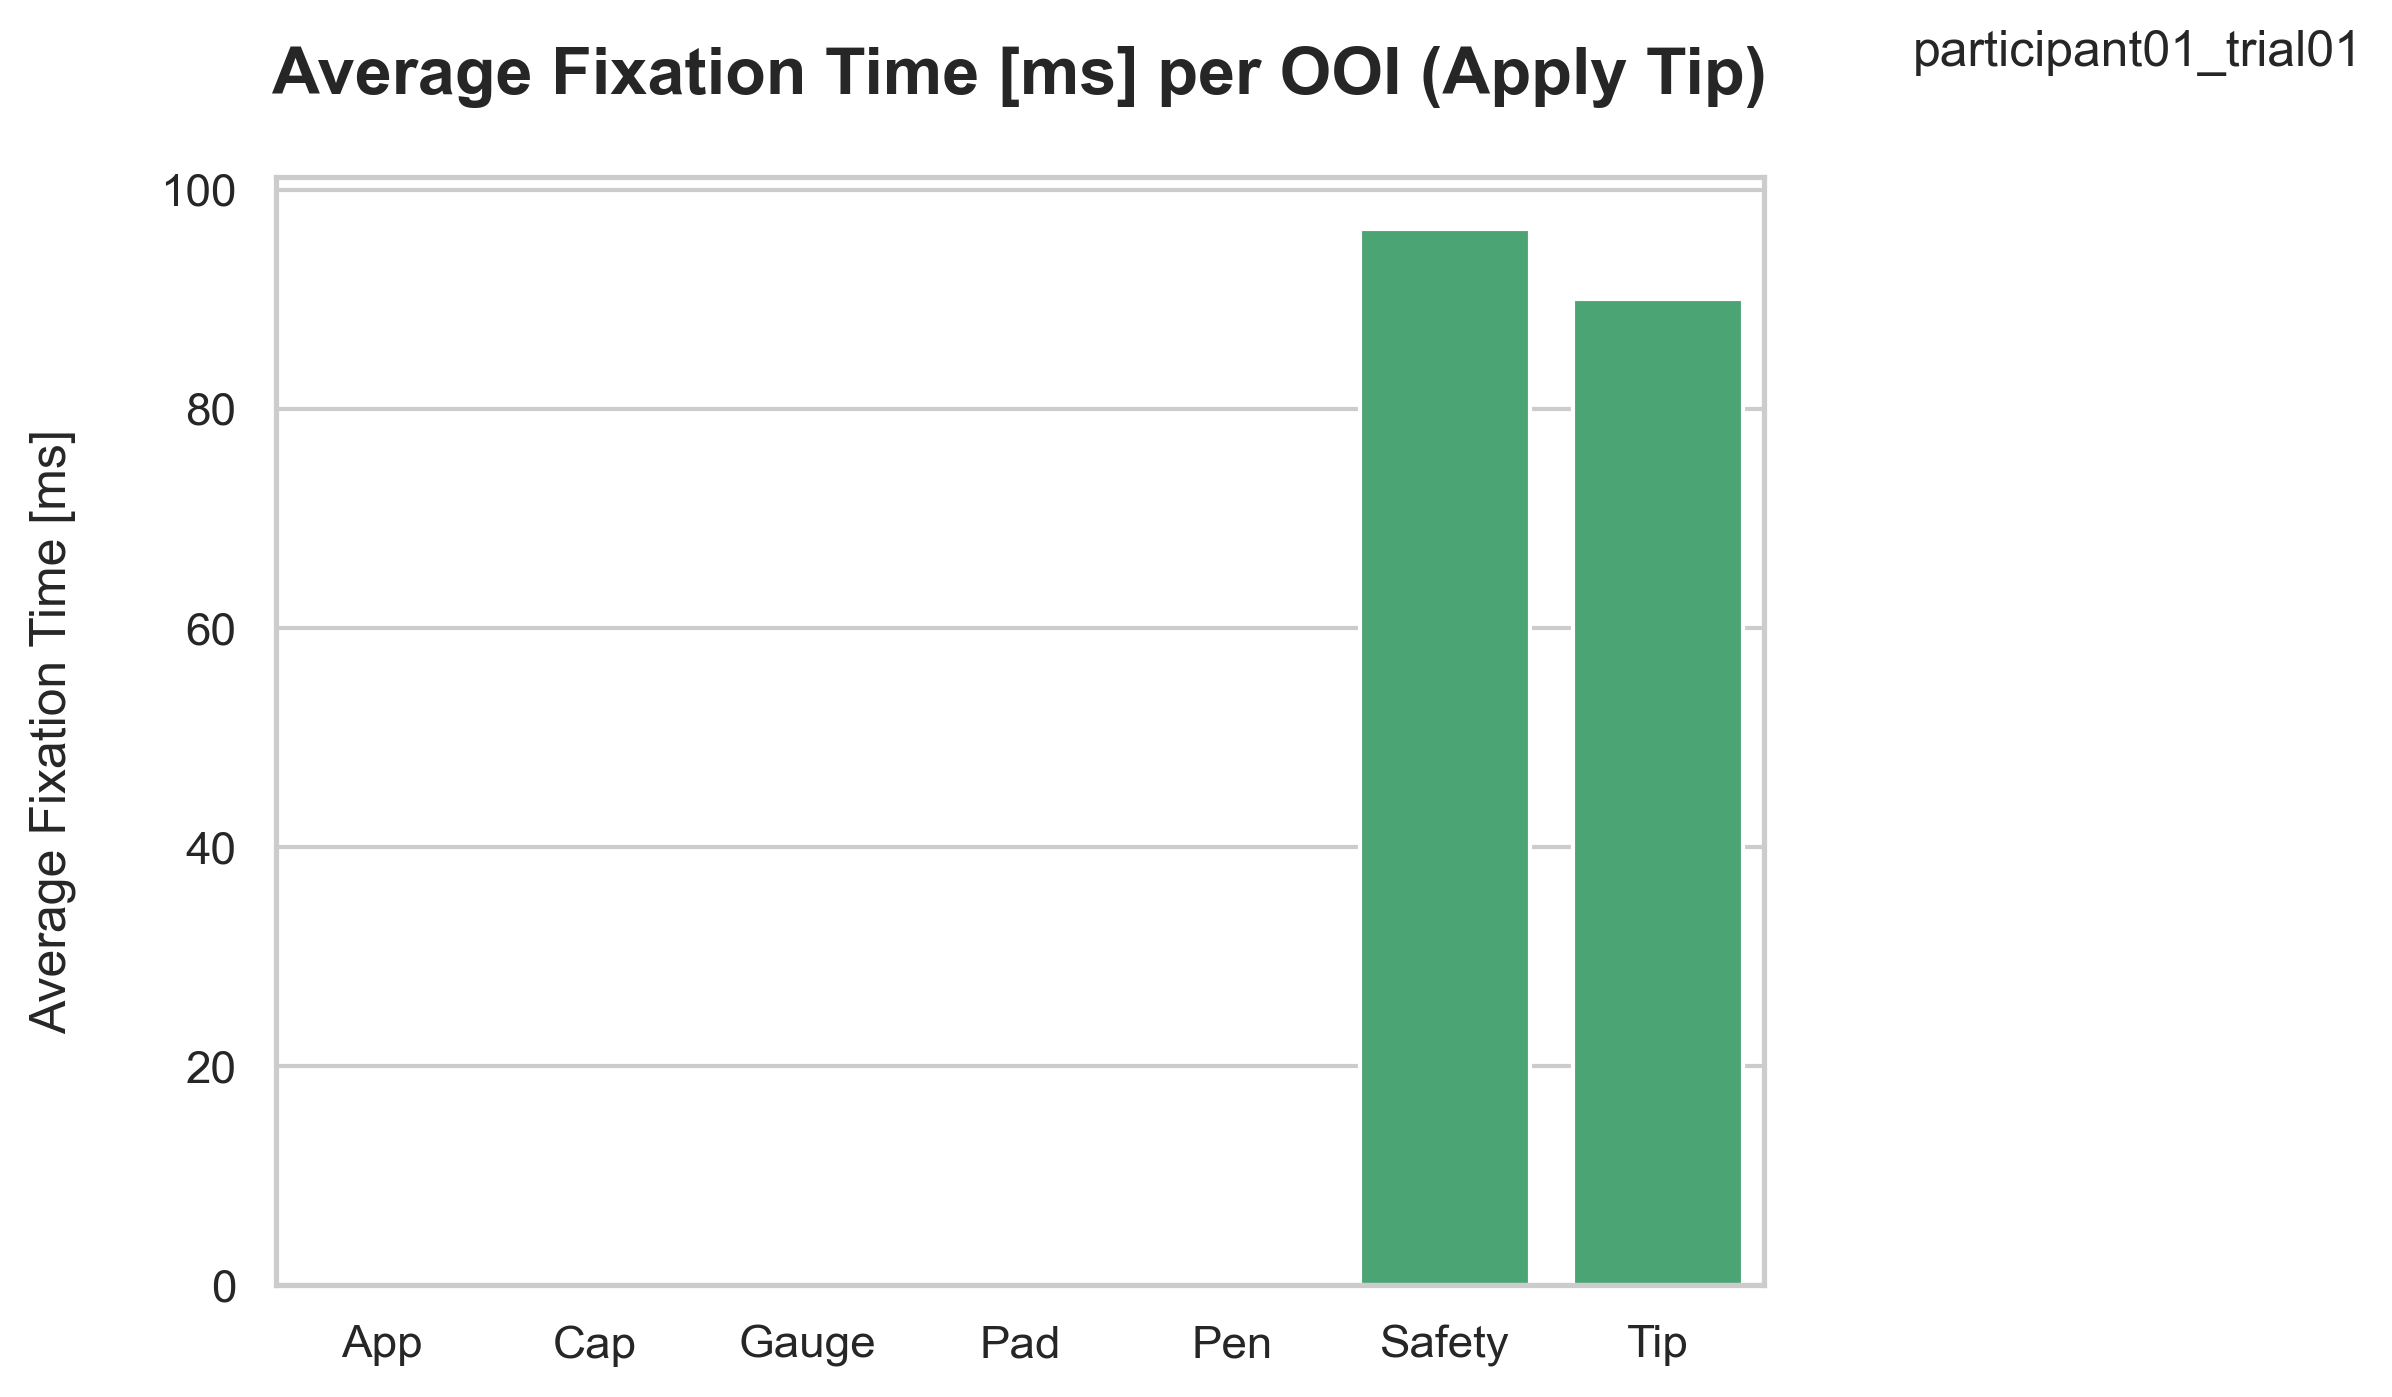 Average Fixation Time [ms] per OOI (Apply Tip)
participant01_trial01
Average Fixation Time [ms]
100
80
60
40
20
0
App Cap Gauge Pad Pen Safety Tip